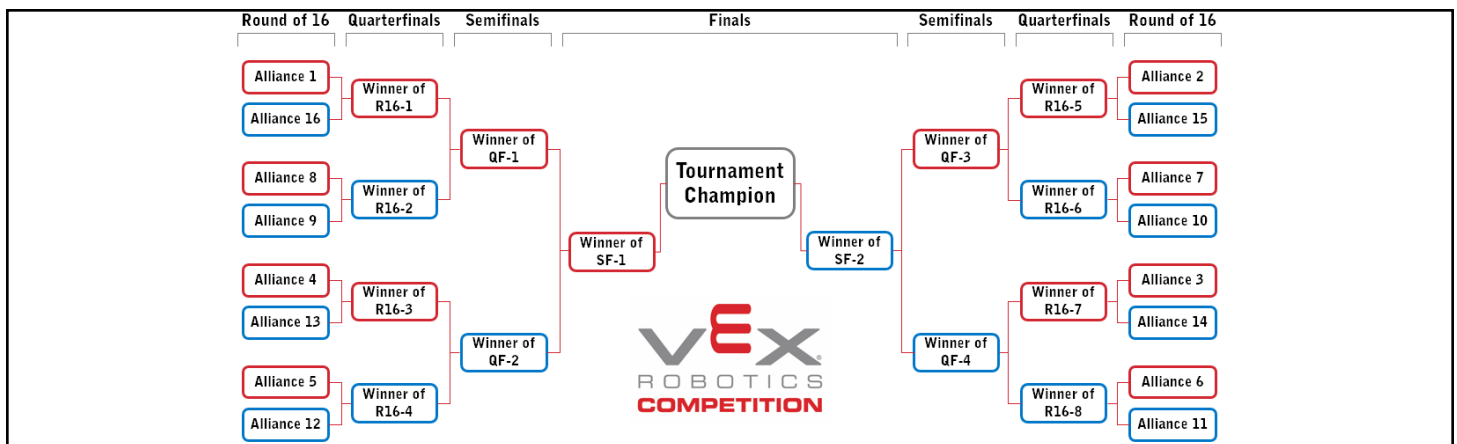 Round of 16 Quarterfinals Semifinals Finals Semifinals Quarterfinals Round of 16
Alliance 1
Alliance 16
Alliance 8
Alliance 9
Alliance 4
Alliance 13
Alliance 5
Alliance 12
Winner of
R16-1
Winner of
R16-2
Winner of
R16-3
Winner of
R16-4
Winner of
QF-1
Winner of
QF-2
Winner of
SF-1
Tournament
Champion
VEX®
ROBOTICS
COMPETITION
Winner of
SF-2
Winner of
QF-3
Winner of
QF-4
Winner of
R16-5
Winner of
R16-6
Winner of
R16-7
Winner of
R16-8
Alliance 2
Alliance 15
Alliance 7
Alliance 10
Alliance 3
Alliance 14
Alliance 6
Alliance 11